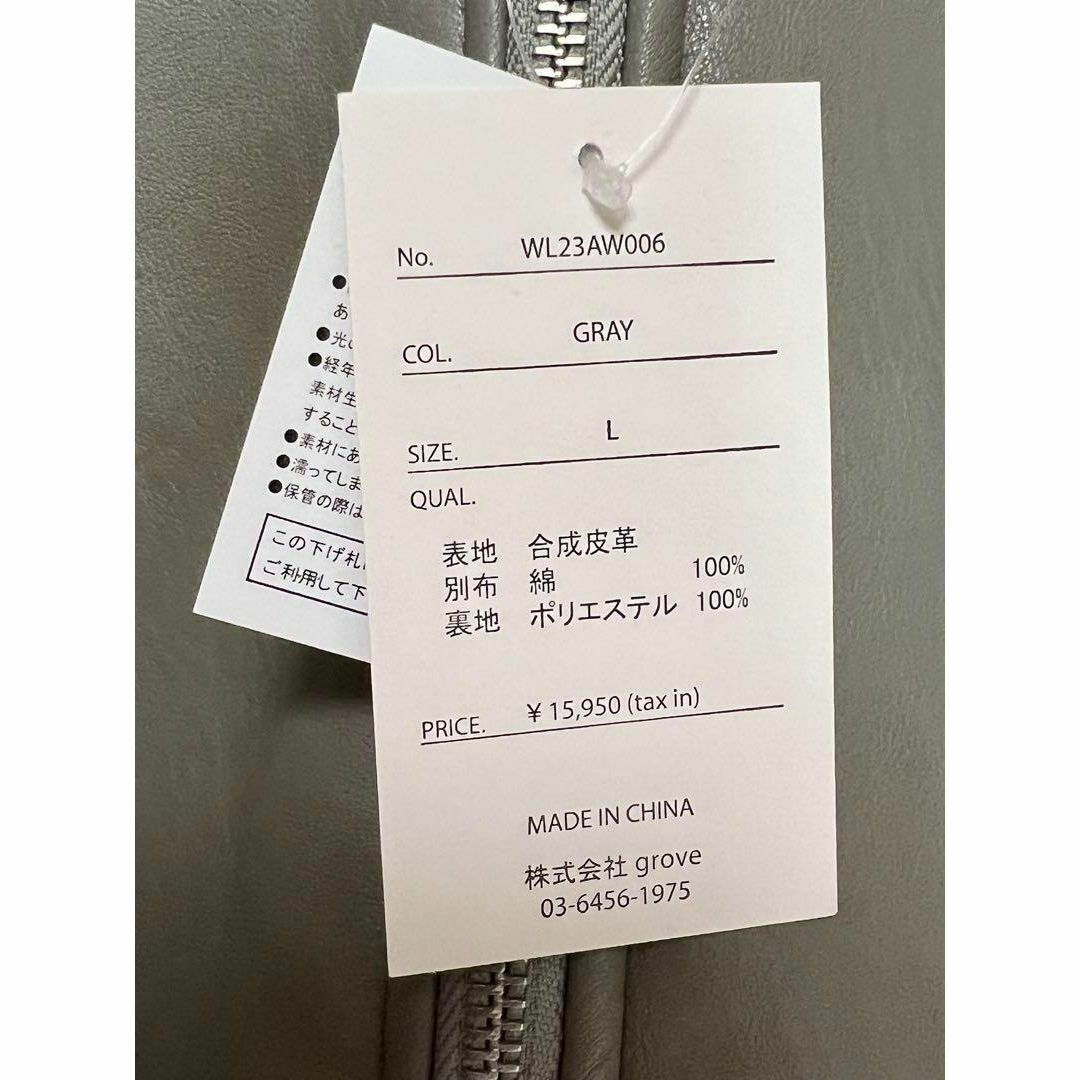 No. WL23AW006
COL. GRAY
SIZE. L
QUAL.
表地 合成皮革
別布 綿 100%
裏地 ポリエステル 100%
PRICE. ¥ 15,950 (tax in)
MADE IN CHINA
株式会社 grove
03-6456-1975
あ
●光
●経年
素材生
すること
●素材にあ
●濡ってしま
●保管の際は
この下げ札
ご利用して下